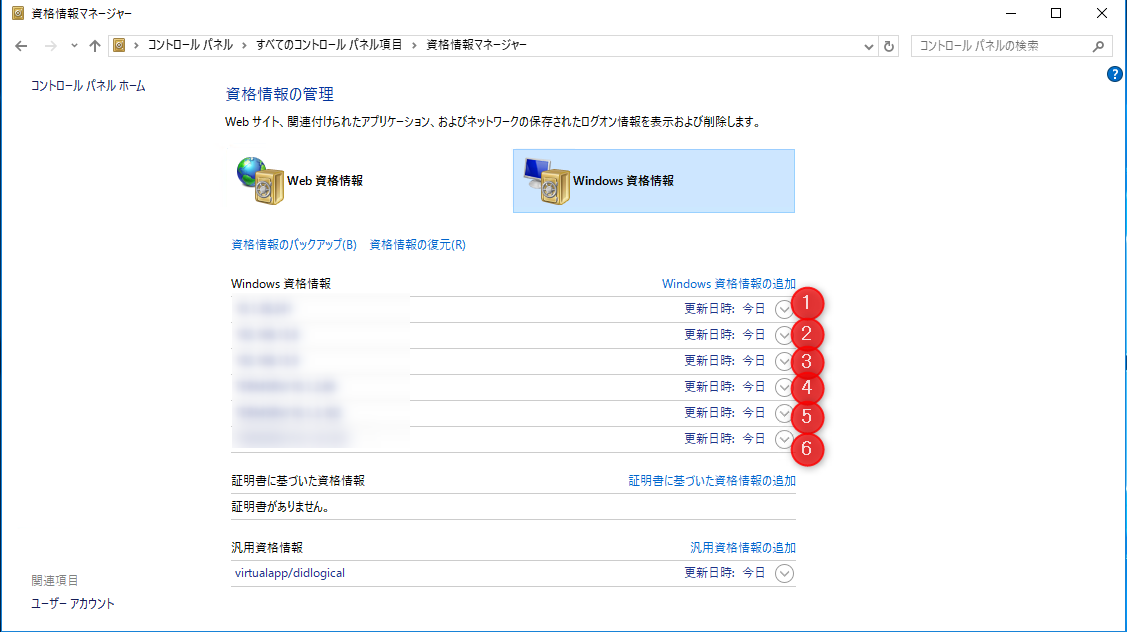 資格情報マネージャー
コントロール パネル › すべてのコントロール パネル項目 › 資格情報マネージャー
コントロール パネルの検索
?
コントロール パネル ホーム
資格情報の管理
Web サイト、関連付けられたアプリケーション、およびネットワークの保存されたログオン情報を表示および削除します。
Web 資格情報
Windows 資格情報
資格情報のバックアップ(B) 資格情報の復元(R)
Windows 資格情報 Windows 資格情報の追加
更新日時: 今日 1
更新日時: 今日 2
更新日時: 今日 3
更新日時: 今日 4
更新日時: 今日 5
更新日時: 今日 6
証明書に基づいた資格情報 証明書に基づいた資格情報の追加
証明書がありません。
汎用資格情報 汎用資格情報の追加
virtualapp/didlogical 更新日時: 今日
関連項目
ユーザー アカウント